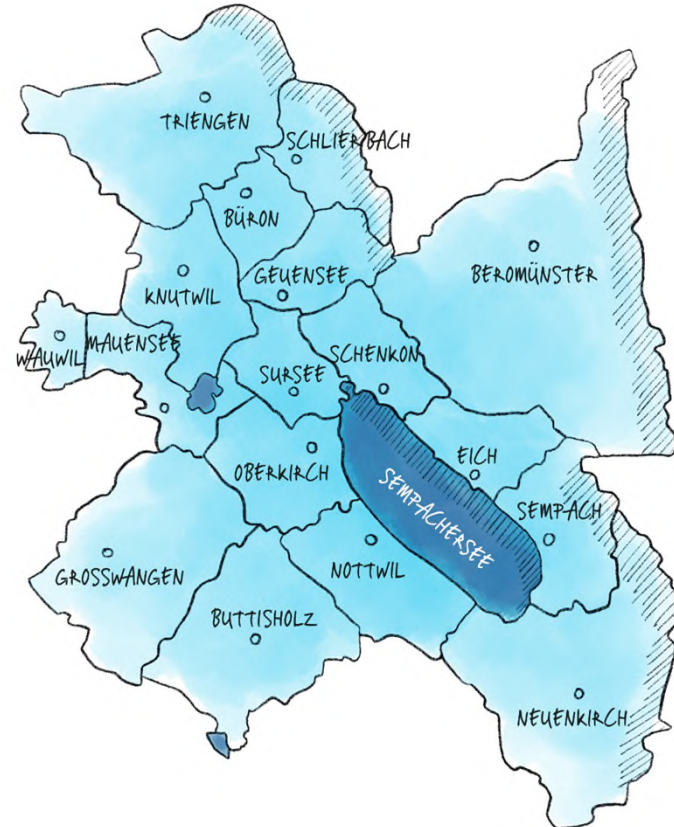 TRIENGEN
SCHLIERBACH
BÜRON
GEUENSEE
BEROMÜNSTER
KNUTWIL
WAUWIL
MAUENSEE
SURSEE
SCHENKON
OBERKIRCH
EICH
SEMPACHERSEE
SEMPACH
NOTTWIL
GROSSWANGEN
BUTTISHOLZ
NEUENKIRCH